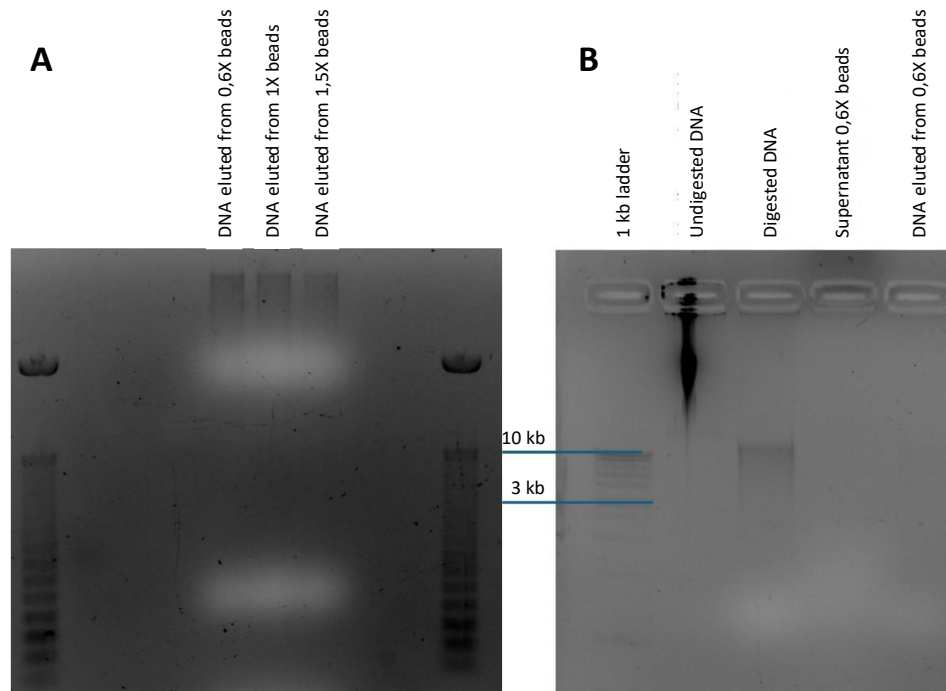 A
DNA eluted from 0,6X beads
DNA eluted from 1X beads
DNA eluted from 1,5X beads
B
1 kb ladder
Undigested DNA
Digested DNA
Supernatant 0,6X beads
DNA eluted from 0,6X beads
10 kb
3 kb